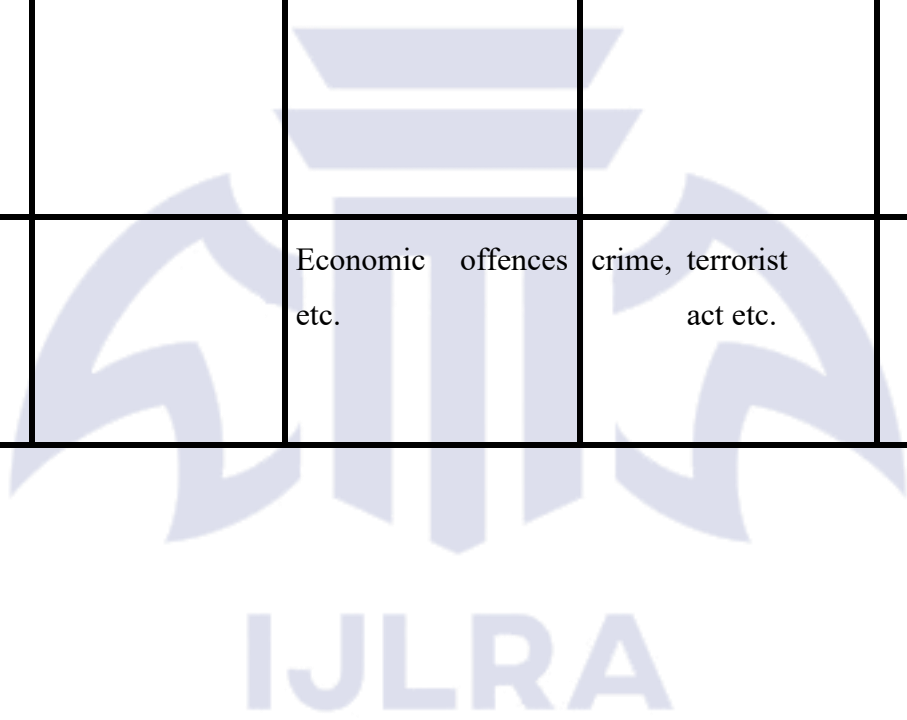 Economic offences
etc.
crime, terrorist
act etc.
IJLRA